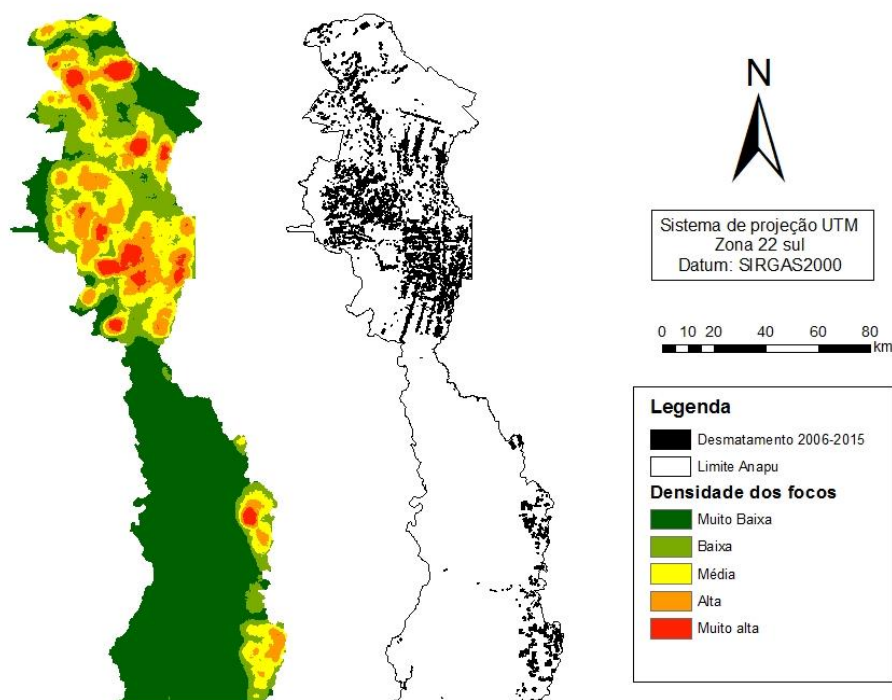 N
Sistema de projeção UTM
Zona 22 sul
Datum: SIRGAS2000
0 10 20 40 60 80
km
Legenda
Desmatamento 2006-2015
Limite Anapu
Densidade dos focos
Muito Baixa
Baixa
Média
Alta
Muito alta